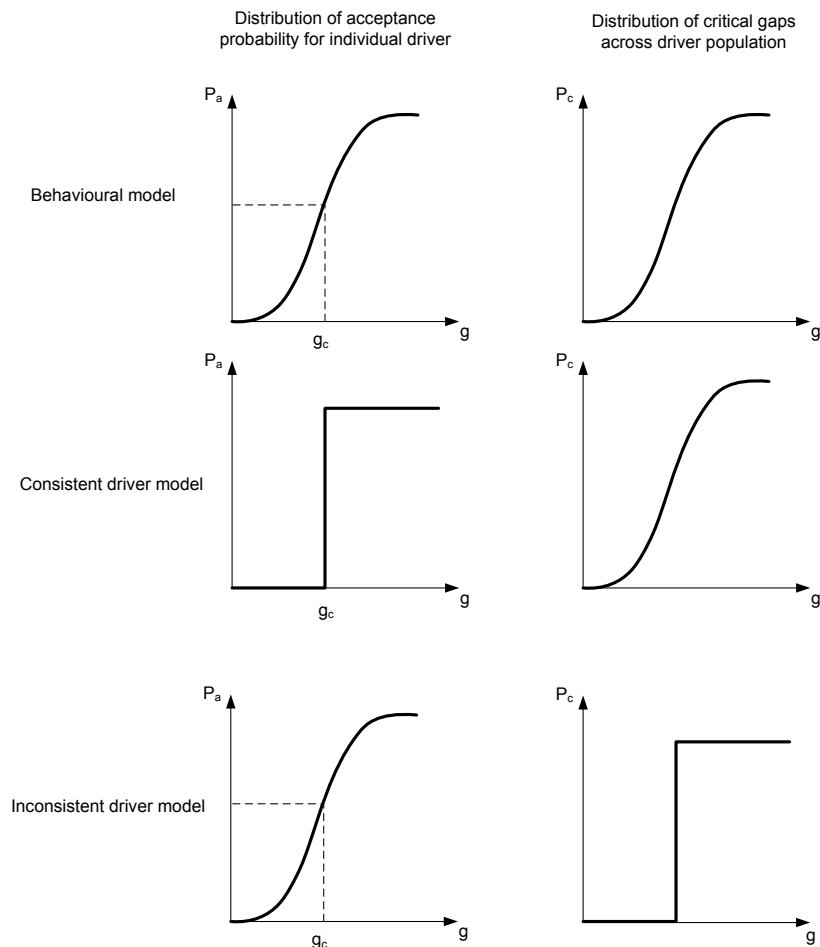 Distribution of acceptance
probability for individual driver
Distribution of critical gaps
across driver population
Behavioural model
Pa
gc
g
Pc
g
Consistent driver model
Pa
gc
g
Pc
g
Inconsistent driver model
Pa
gc
g
Pc
g